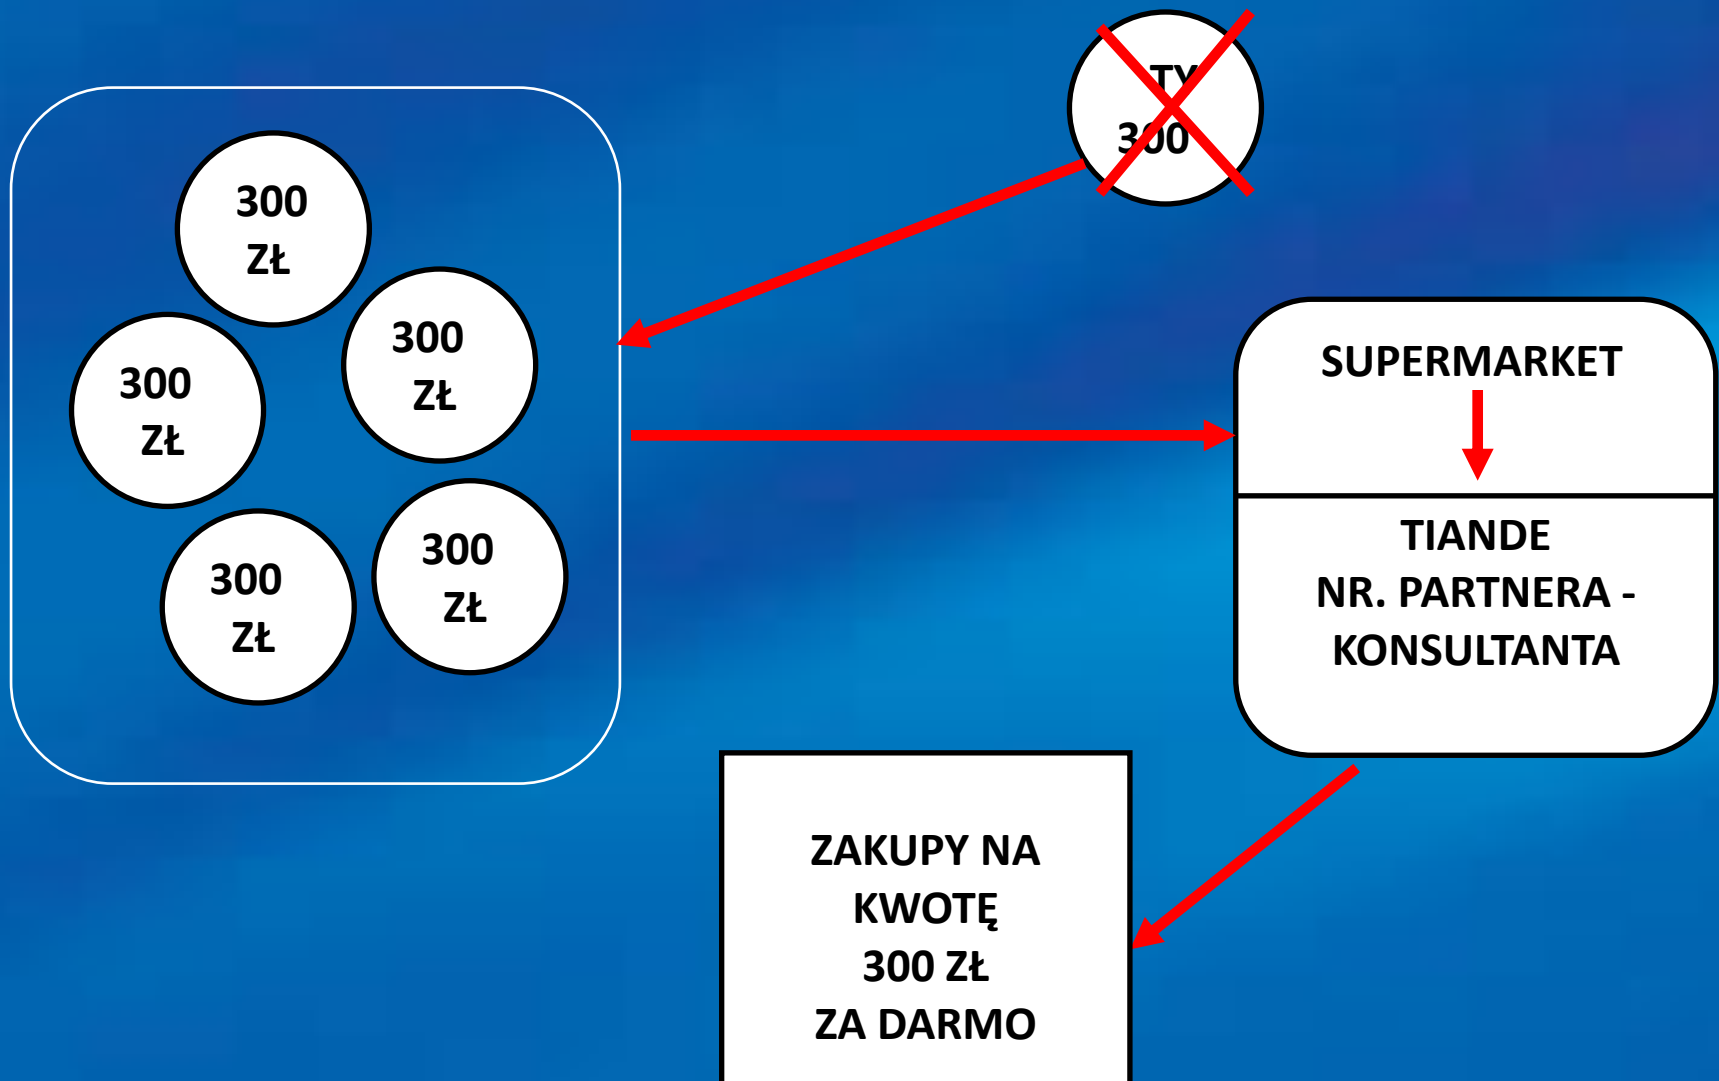 TY
300
300
ZŁ
300
ZŁ
300
ZŁ
300
ZŁ
300
ZŁ
SUPERMARKET
TIANDE
NR. PARTNERA -
KONSULTANTA
ZAKUPY NA
KWOTĘ
300 ZŁ
ZA DARMO